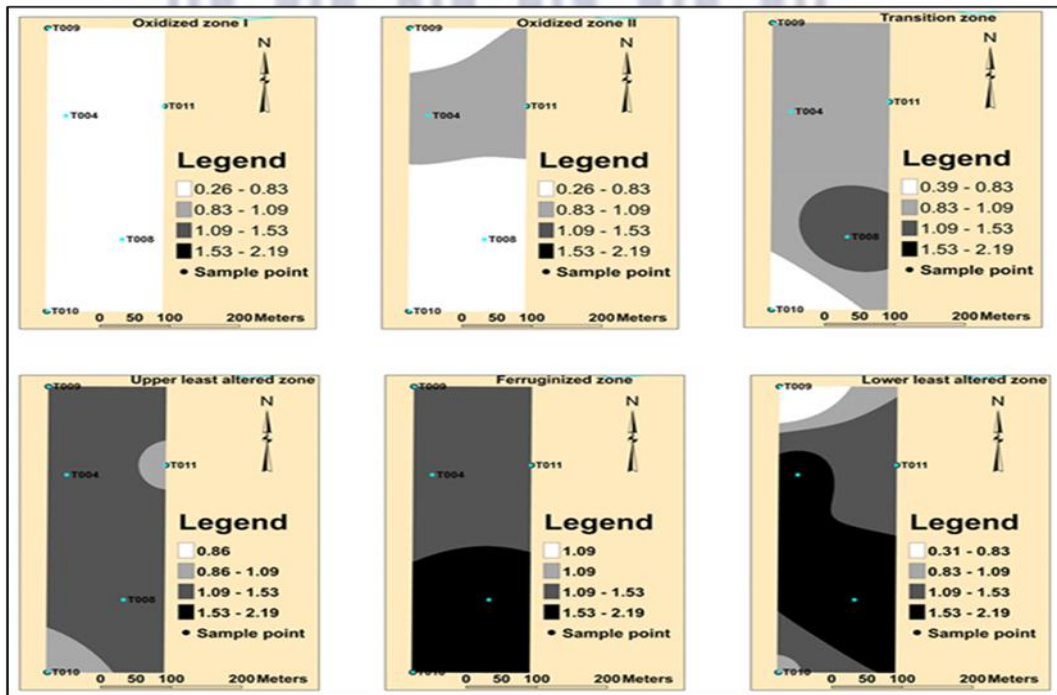 Oxidized zone I
T009
N
T011
T004
Legend
0.26 - 0.83
0.83 - 1.09
1.09 - 1.53
1.53 - 2.19
Sample point
T008
T010
0 50 100 200 Meters
Oxidized zone II
T009
N
T011
T004
Legend
0.26 - 0.83
0.83 - 1.09
1.09 - 1.53
1.53 - 2.19
Sample point
T008
T010
0 50 100 200 Meters
Transition zone
T009
N
T011
T004
Legend
0.39 - 0.83
0.83 - 1.09
1.09 - 1.53
1.53 - 2.19
Sample point
T008
T010
0 50 100 200 Meters
Upper least altered zone
T009
N
T011
T004
Legend
0.86
0.86 - 1.09
1.09 - 1.53
1.53 - 2.19
Sample point
T008
T010
0 50 100 200 Meters
Ferruginized zone
T009
N
T011
T004
Legend
1.09
1.09
1.09 - 1.53
1.53 - 2.19
Sample point
T010
0 50 100 200 Meters
Lower least altered zone
T009
N
T011
Legend
0.31 - 0.83
0.83 - 1.09
1.09 - 1.53
1.53 - 2.19
Sample point
T010
0 50 100 200 Meters